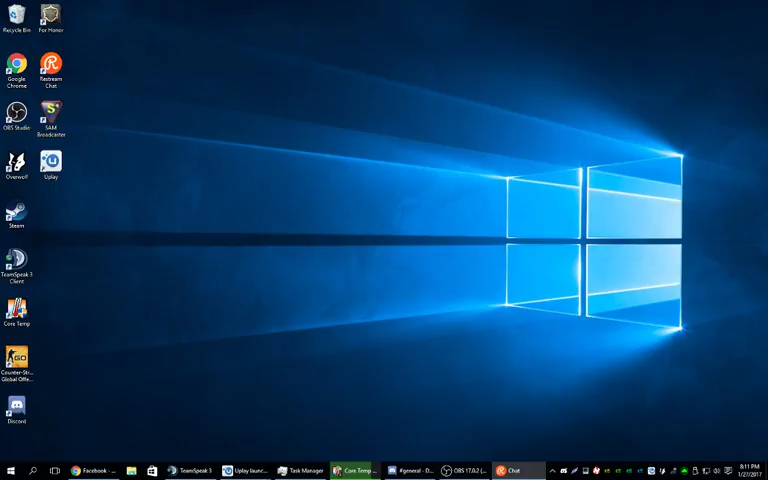 Recycle Bin
For Honor
Google
Chrome
Restream
Chat
OBS Studio
SAM
Broadcaster
Overwolf
Uplay
Steam
TeamSpeak 3
Client
Core Temp
Counter-Str...
Global Offe...
GO
Discord
Facebook - ...
TeamSpeak 3
Uplay launc...
Task Manager
Core Temp ...
#general - D...
OBS 17.0.2 (...
Chat
8:11 PM
1/27/2017